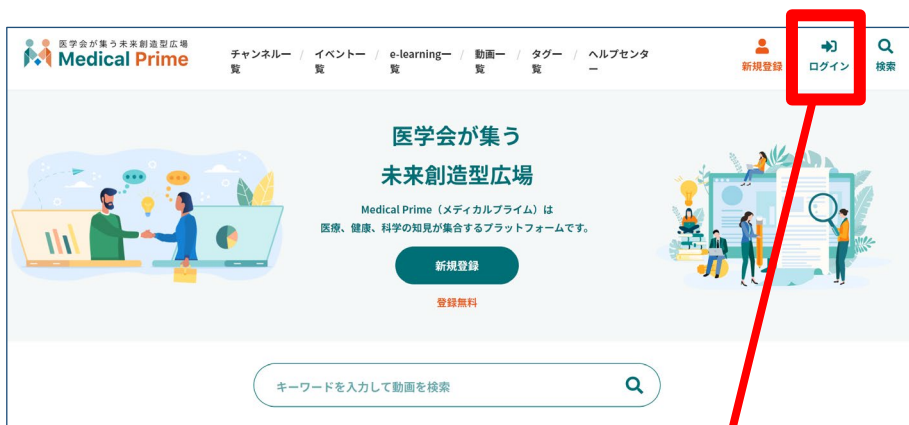 医学会が集う未来創造型広場
Medical Prime
チャンネル一覧 / イベント一覧 / e-learning一覧 / 動画一覧 / タグ一覧 / ヘルプセンター
新規登録
ログイン
検索
医学会が集う
未来創造型広場
Medical Prime（メディカルプライム）は
医療、健康、科学の知見が集合するプラットフォームです。
新規登録
登録無料
キーワードを入力して動画を検索